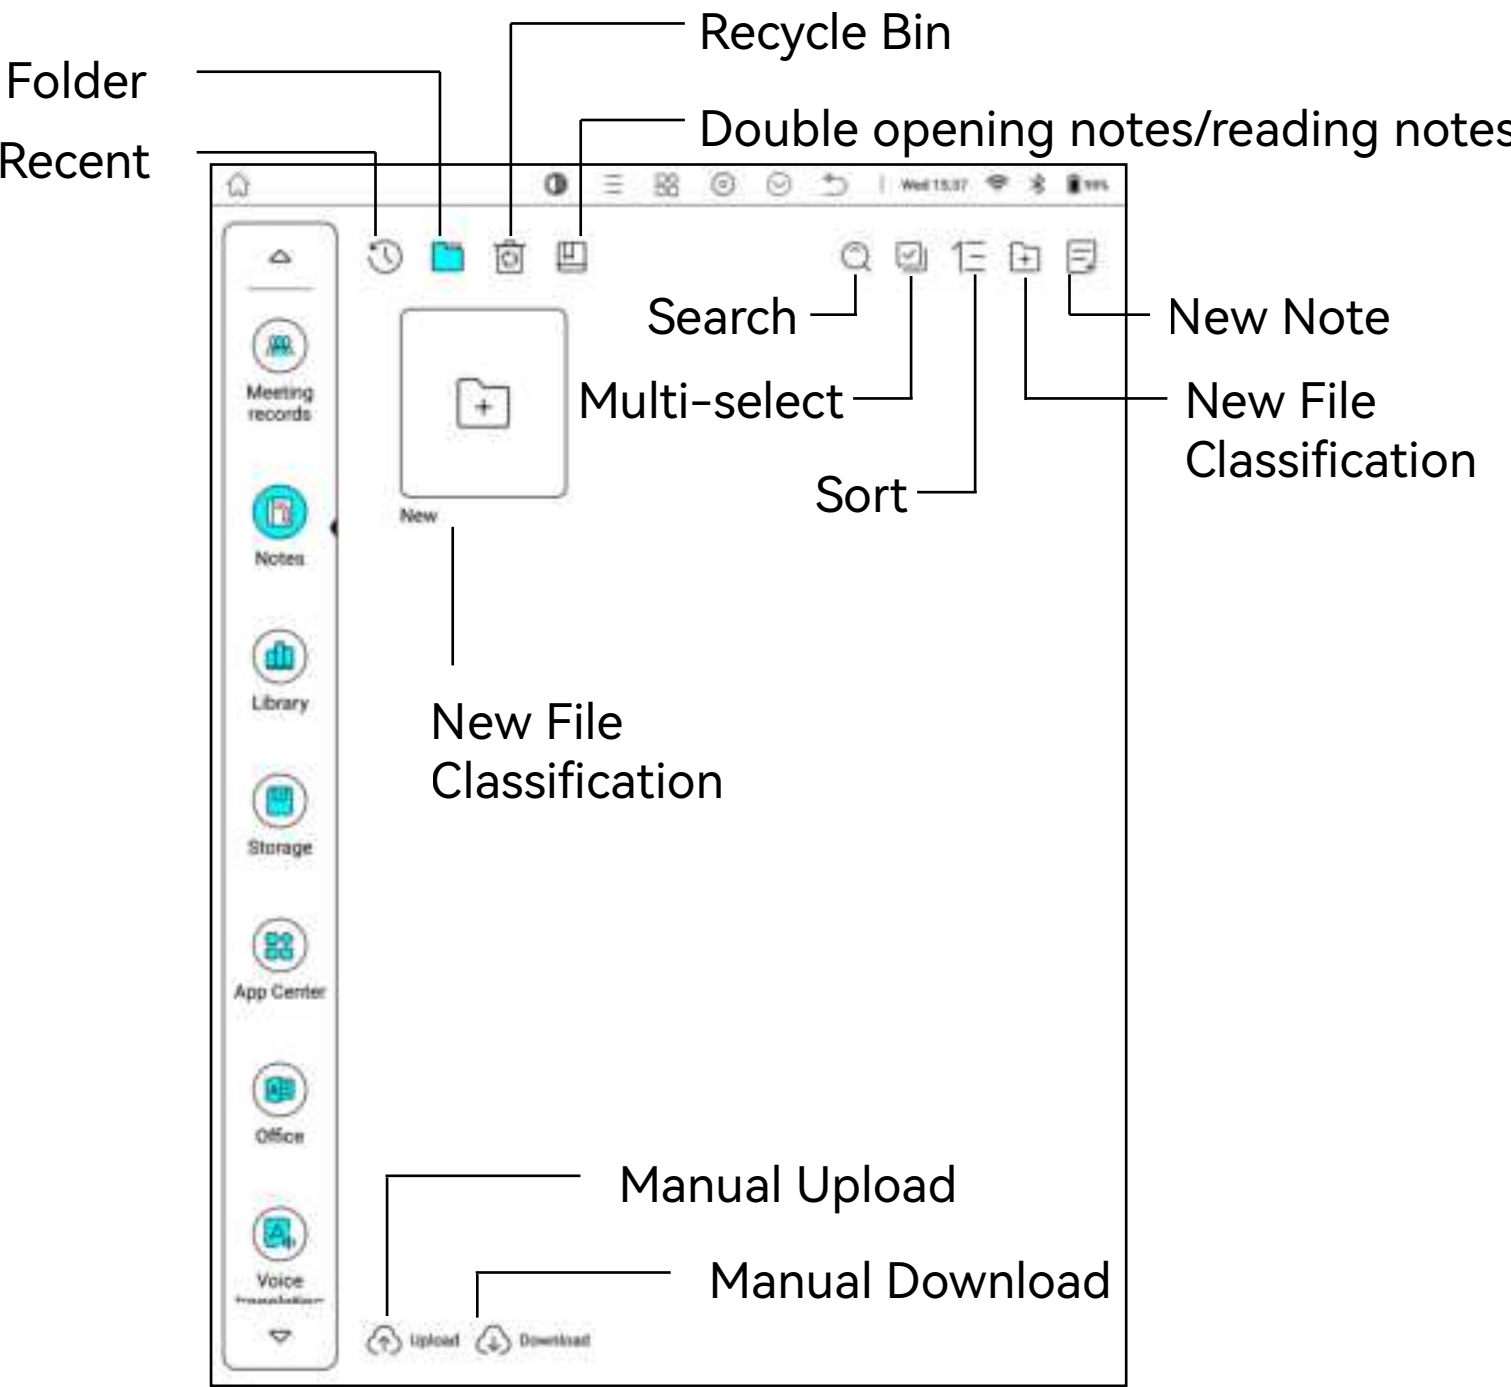 Recycle Bin
Folder
Double opening notes/reading notes
Recent
Wed 15:37
98%
Search
New Note
Meeting
records
Multi-select
New File
Classification
Sort
New
Notes
Library
New File
Classification
Storage
App Center
Office
Manual Upload
Voice
translation
Manual Download
Upload
Download